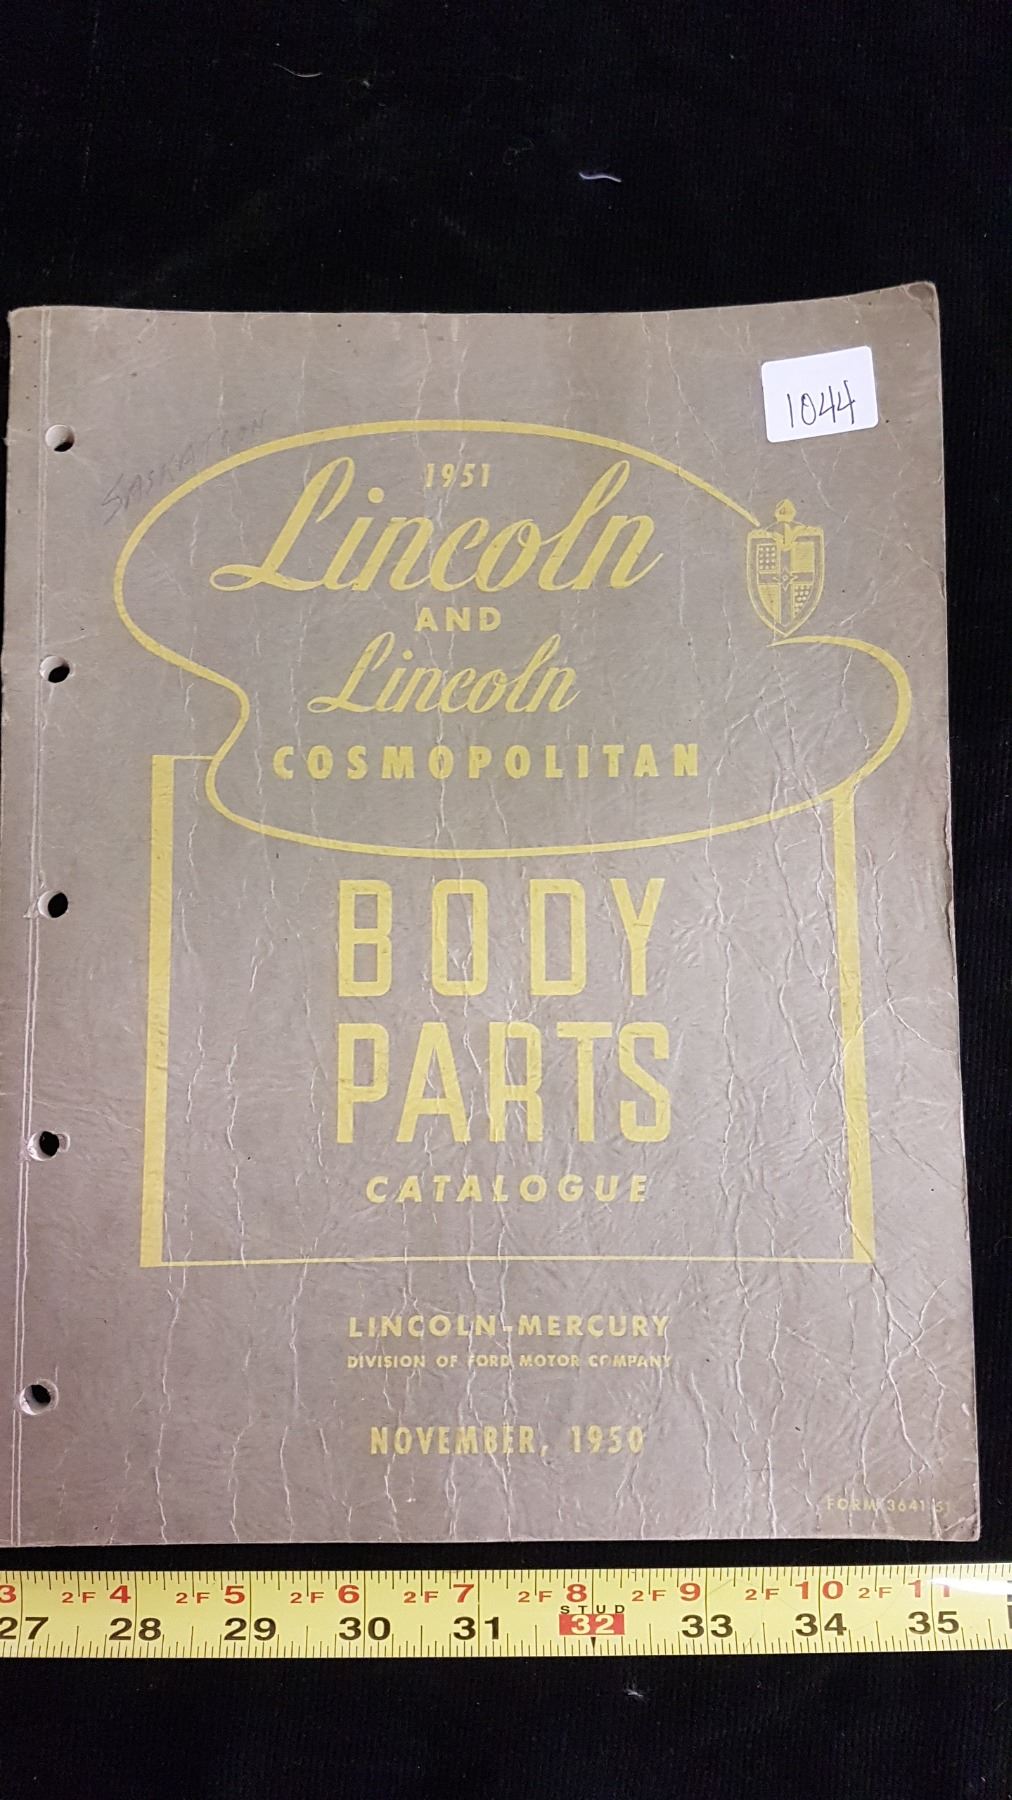 1044
SASKATOON
1951
Lincoln
AND
Lincoln
COSMOPOLITAN
BODY
PARTS
CATALOGUE
LINCOLN-MERCURY
DIVISION OF FORD MOTOR COMPANY
NOVEMBER, 1950
FORM 3641 51
3 2F 4 2F 5 2F 6 2F 7 2F 8 2F 9 2F 10 2F 11
STUD
27 28 29 30 31 32 33 34 35